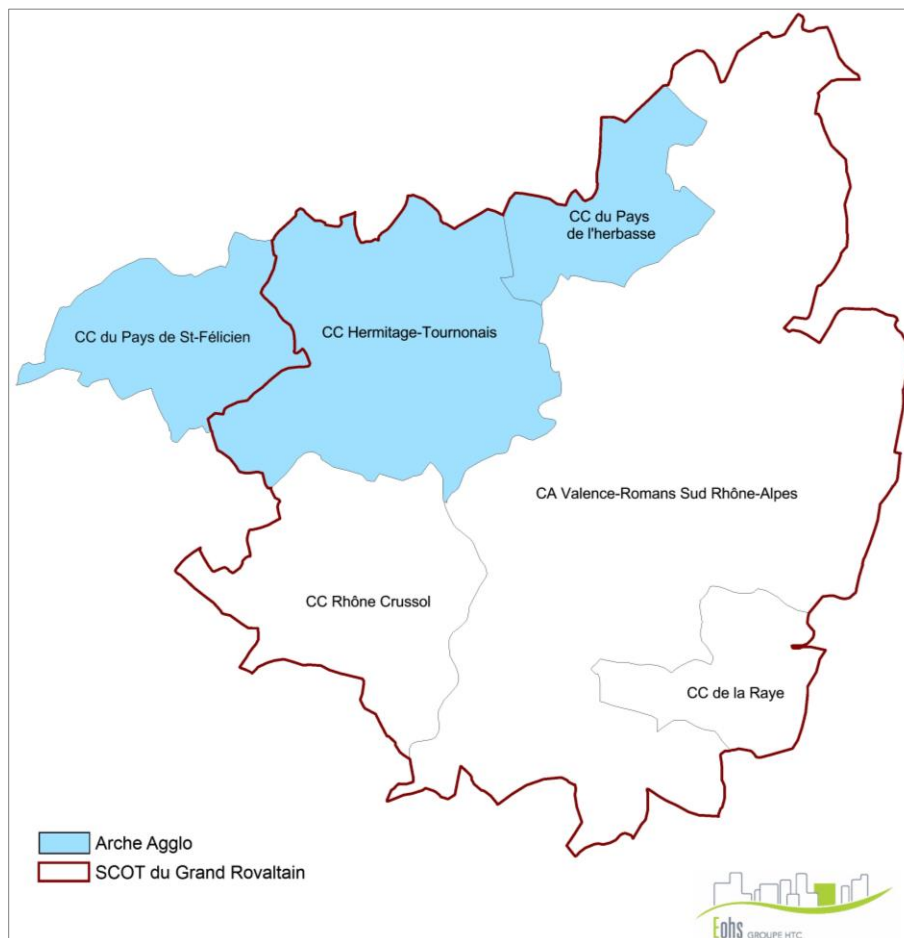 CC du Pays
de l'herbasse
CC du Pays de St-Félicien
CC Hermitage-Tournonais
CA Valence-Romans Sud Rhône-Alpes
CC Rhône Crussol
CC de la Raye
Arche Agglo
SCOT du Grand Rovaltain
Eohs GROUPE HTC.